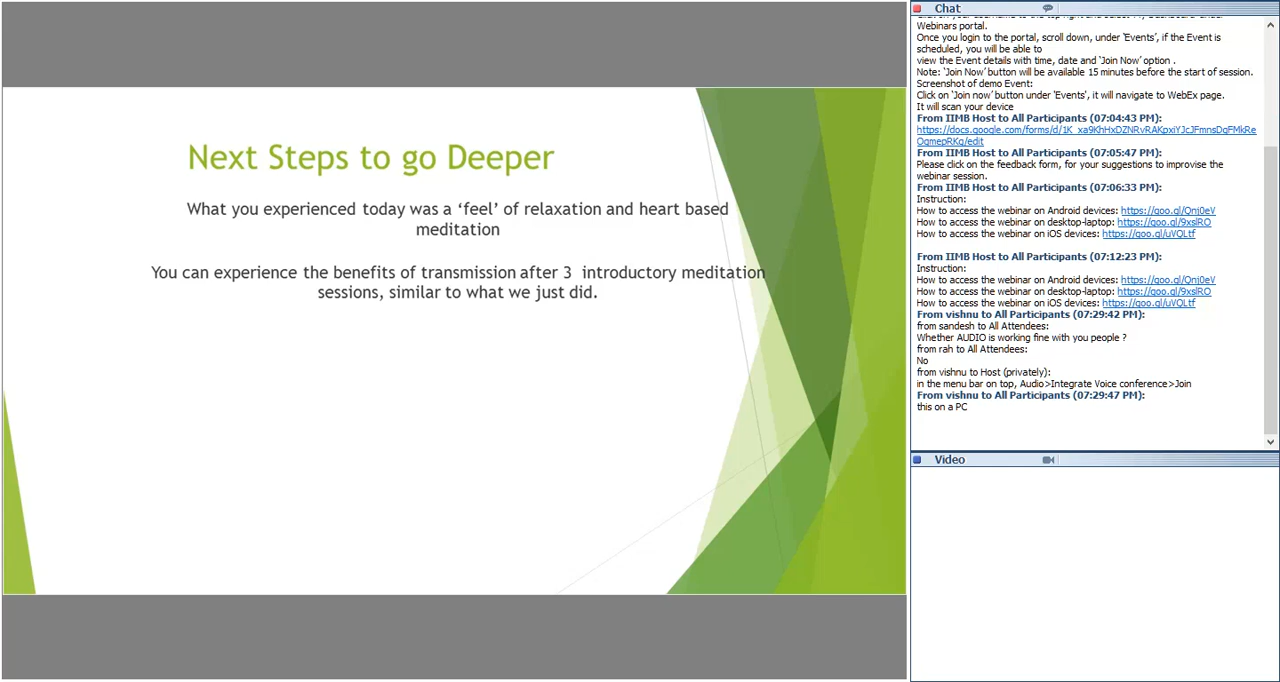 Next Steps to go Deeper
What you experienced today was a ‘feel’ of relaxation and heart based
meditation
You can experience the benefits of transmission after 3 introductory meditation
sessions, similar to what we just did.
Chat
Webinars portal.
Once you login to the portal, scroll down, under 'Events', if the Event is
scheduled, you will be able to
view the Event details with time, date and 'Join Now' option .
Note: 'Join Now' button will be available 15 minutes before the start of session.
Screenshot of demo Event:
Click on 'Join now' button under 'Events', it will navigate to WebEx page.
It will scan your device
From IIMB Host to All Participants (07:04:43 PM):
https://docs.google.com/forms/d/1K_xa9KhHxDZNRvRAKpxiYJcJFmnsDqFMkRe
OqmepRKg/edit
From IIMB Host to All Participants (07:05:47 PM):
Please click on the feedback form, for your suggestions to improvise the
webinar session.
From IIMB Host to All Participants (07:06:33 PM):
Instruction:
How to access the webinar on Android devices: https://goo.gl/Qnj0eV
How to access the webinar on desktop-laptop: https://goo.gl/9xslRO
How to access the webinar on iOS devices: https://goo.gl/uVQLtf
From IIMB Host to All Participants (07:12:23 PM):
Instruction:
How to access the webinar on Android devices: https://goo.gl/Qnj0eV
How to access the webinar on desktop-laptop: https://goo.gl/9xslRO
How to access the webinar on iOS devices: https://goo.gl/uVQLtf
From vishnu to All Participants (07:29:42 PM):
from sandesh to All Attendees:
Whether AUDIO is working fine with you people ?
from rah to All Attendees:
No
from vishnu to Host (privately):
in the menu bar on top, Audio>Integrate Voice conference>Join
From vishnu to All Participants (07:29:47 PM):
this on a PC
Video